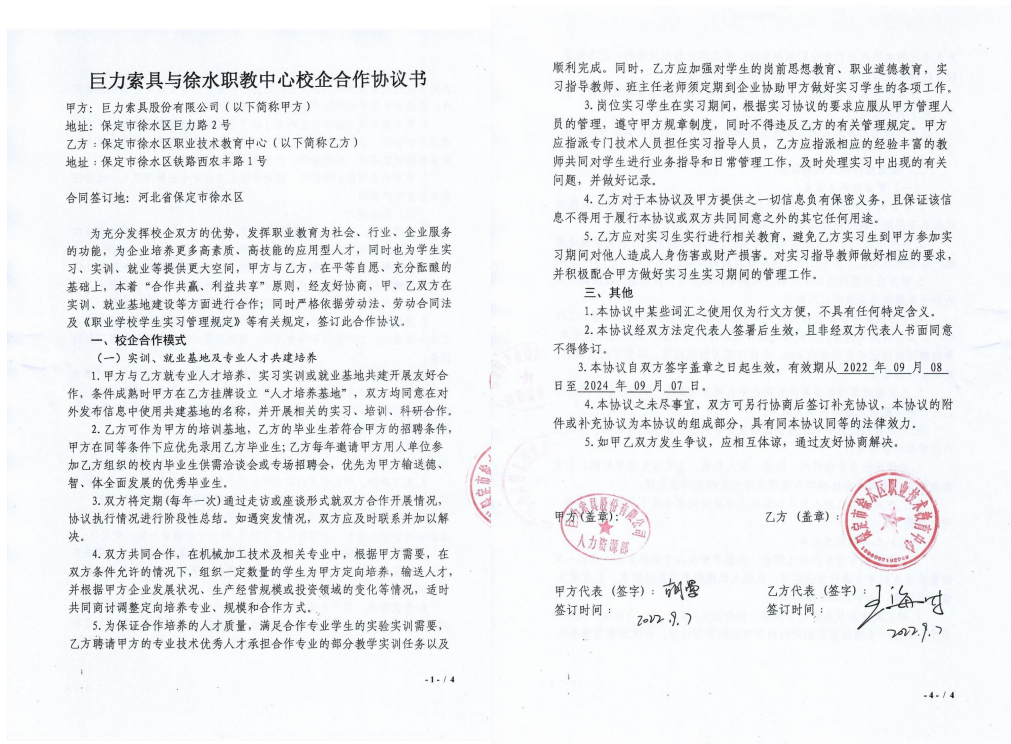 巨力索具与徐水职教中心校企合作协议书
甲方：巨力索具股份有限公司（以下简称甲方）
地址：保定市徐水区巨力路2号
乙方：保定市徐水区职业技术教育中心（以下简称乙方）
地址：保定市徐水区铁路西农丰路1号
合同签订地：河北省保定市徐水区
为充分发挥校企双方的优势，发挥职业教育为社会、行业、企业服务
的功能，为企业培养更多高素质、高技能的应用型人才，同时也为学生实
习、实训、就业等提供更大空间，甲方与乙方，在平等自愿、充分酝酿的
基础上，本着“合作共赢、利益共享”原则，经友好协商，甲、乙双方在
实训、就业基地建设等方面进行合作；同时严格依据劳动法、劳动合同法
及《职业学校学生实习管理规定》等有关规定，签订此合作协议。
一、校企合作模式
（一）实训、就业基地及专业人才共建培养
1.甲方与乙方就专业人才培养、实习实训或就业基地共建开展友好合
作，条件成熟时甲方在乙方挂牌设立“人才培养基地”，双方均同意在对
外发布信息中使用共建基地的名称，并开展相关的实习、培训、科研合作。
2.乙方可作为甲方的培训基地，乙方的毕业生若符合甲方的招聘条件，
甲方在同等条件下应优先录用乙方毕业生；乙方每年邀请甲方用人单位参
加乙方组织的校内毕业生供需洽谈会或专场招聘会，优先为甲方输送德、
智、体全面发展的优秀毕业生。
3.双方将定期(每年一次)通过走访或座谈形式就双方合作开展情况，
协议执行情况进行阶段性总结。如遇突发情况，双方应及时联系并加以解
决。
4.双方共同合作，在机械加工技术及相关专业中，根据甲方需要，在
双方条件允许的情况下，组织一定数量的学生为甲方定向培养，输送人才，
并根据甲方企业发展状况、生产经营规模或投资领域的变化等情况，适时
共同商计调整定向培养专业、规模和合作方式。
5.为保证合作培养的人才质量，满足合作专业学生的实验实训需要，
乙方聘请甲方的专业技术优秀人才承担合作专业的部分教学实训任务以及
-1-/4
顺利完成。同时，乙方应加强对学生的岗前思想教育、职业道德教育，实
习指导教师、班主任老师须定期到企业协助甲方做好实习学生的各项工作。
3.岗位实习学生在实习期间，根据实习协议的要求应服从甲方管理人
员的管理，遵守甲方规章制度，同时不得违反乙方的有关管理规定。甲方
应指派专门技术人员担任实习指导人员，乙方应指派相应的经验丰富的教
师共同对学生进行业务指导和日常管理工作，及时处理实习中出现的有关
问题，并做好记录。
4.乙方对于本协议及甲方提供之一切信息负有保密义务，且保证该信
息不得用于履行本协议或双方共同同意之外的其它任何用途。
5.乙方应对实习生实行进行相关教育，避免乙方实习生到甲方参加实
习期间对他人造成人身伤害或财产损害。对实习指导教师做好相应的要求，
并积极配合甲方做好实习生实习期间的管理工作。
三、其他
1.本协议中某些词汇之使用仅为行文方便，不具有任何特定含义。
2.本协议经双方法定代表人签署后生效，且非经双方代表人书面同意
不得修订。
3.本协议自双方签字盖章之日起生效，有效期从 2022 年 09 月 08
日至 2024 年 09 月 07 日。
4.本协议之未尽事宜，双方可另行协商后签订补充协议，本协议的附
件或补充协议为本协议的组成部分，具有同本协议同等的法律效力。
5.如甲乙双方发生争议，应相互体谅，通过友好协商解决。
甲方(盖章)：
巨力索具股份有限公司
人力资源部
乙方（盖章）：
保定市徐水区职业技术教育中心
甲方代表（签字）：
签订时间：
2022.9.7
乙方代表（签字）：
签订时间：
2022.9.7
-4-/4